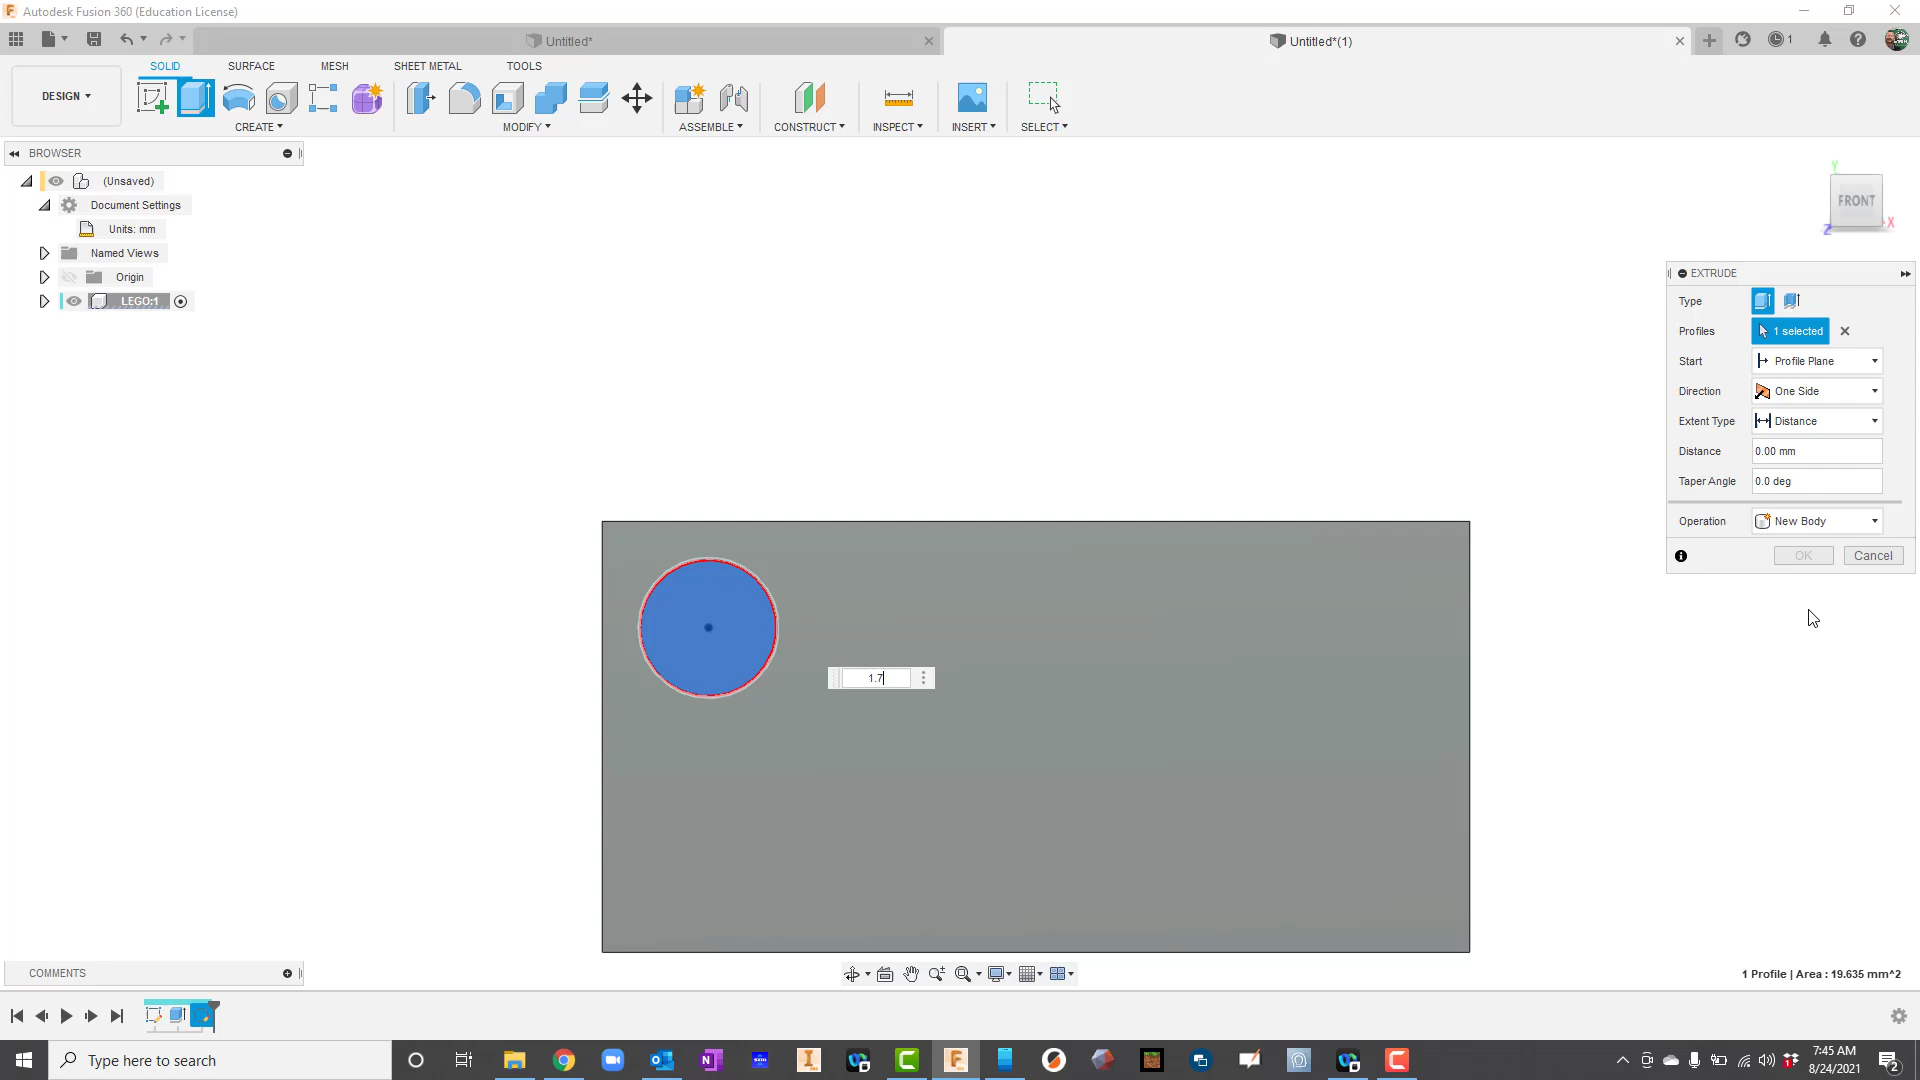 Autodesk Fusion 360 (Education License)
Untitled*
Untitled*(1)
1
SOLID SURFACE MESH SHEET METAL TOOLS
DESIGN
CREATE MODIFY ASSEMBLE CONSTRUCT INSPECT INSERT SELECT
BROWSER
(Unsaved)
Document Settings
Units: mm
Named Views
Origin
LEGO:1
Y
FRONT
X
Z
EXTRUDE
Type
Profiles 1 selected
Start Profile Plane
Direction One Side
Extent Type Distance
Distance 0.00 mm
Taper Angle 0.0 deg
Operation New Body
OK Cancel
1.7
COMMENTS
1 Profile | Area : 19.635 mm^2
Type here to search
7:45 AM
8/24/2021
2